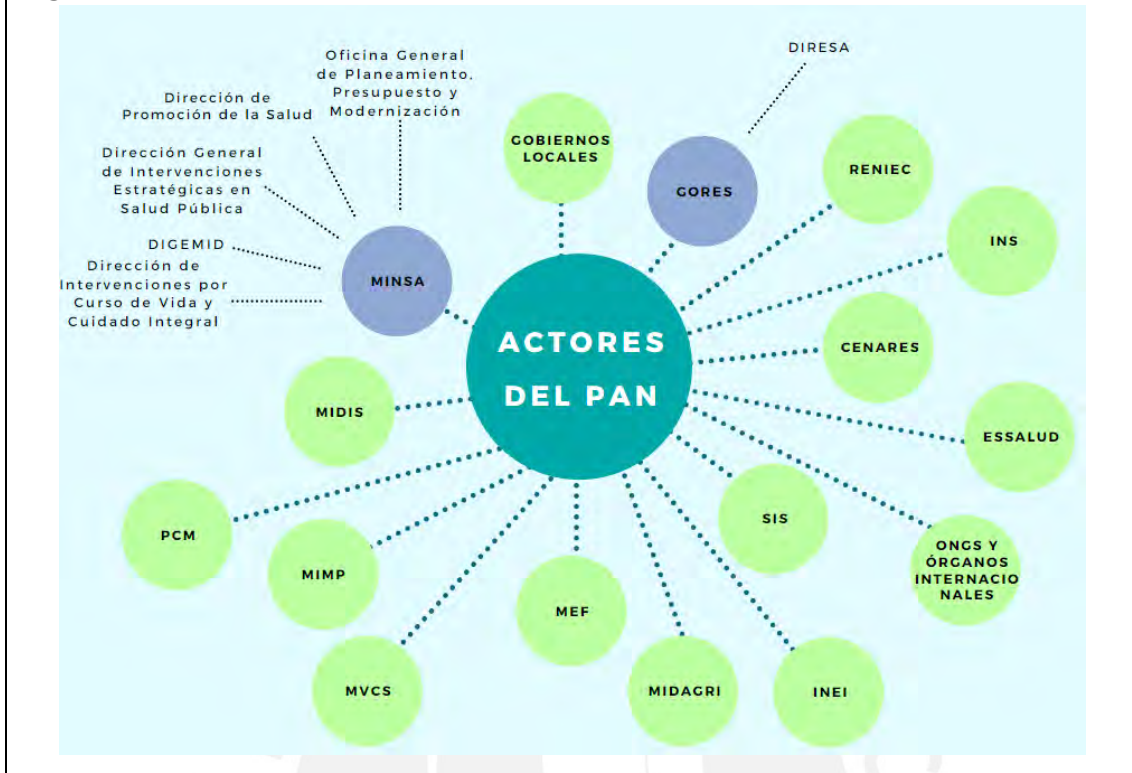 DIRESA
Oficina General
de Planeamiento,
Presupuesto y
Modernización
Dirección de
Promoción de la Salud
Dirección General
de Intervenciones
Estratégicas en
Salud Pública
DIGEMID
Dirección de
Intervenciones por
Curso de Vida y
Cuidado Integral
MINSA
GOBIERNOS
LOCALES
GORES
RENIEC
INS
CENARES
ESSALUD
ONGS Y
ÓRGANOS
INTERNACIO
NALES
SIS
INEI
MIDAGRI
MEF
MVCS
MIMP
PCM
MIDIS
ACTORES
DEL PAN